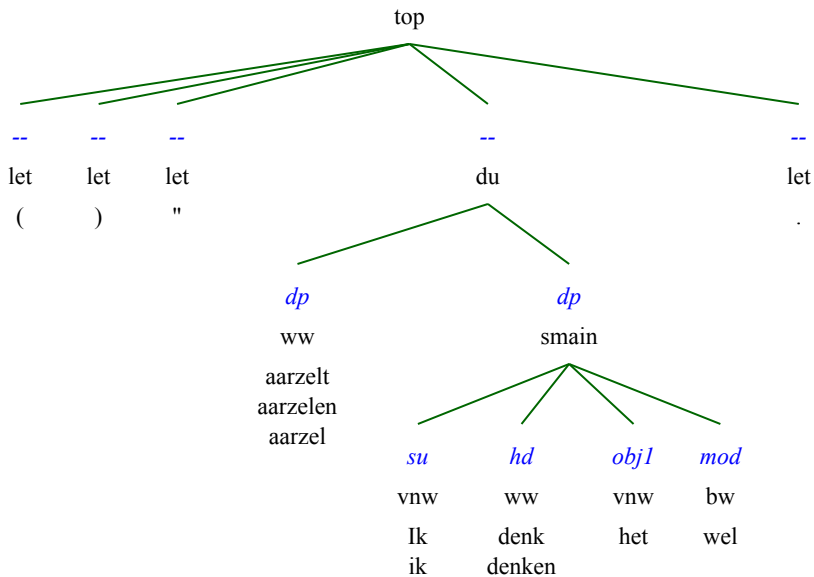 top
-- -- -- -- --
let let let du let
( ) " .
dp dp
ww smain
aarzelt
aarzelen
aarzel
su hd obj1 mod
vnw ww vnw bw
Ik denk het wel
ik denken